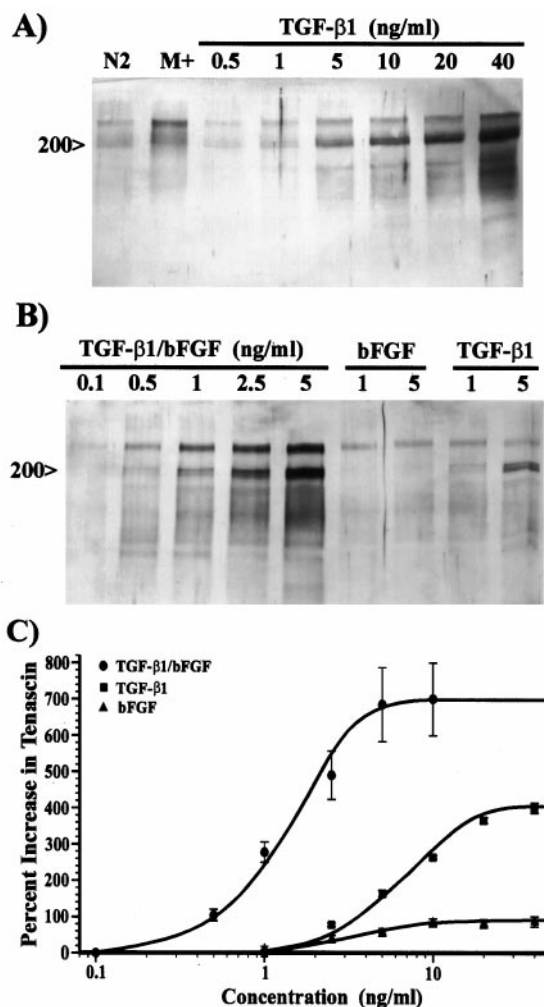 A)
TGF-β1 (ng/ml)
N2 M+ 0.5 1 5 10 20 40
200>
B)
TGF-β1/bFGF (ng/ml) bFGF TGF-β1
0.1 0.5 1 2.5 5 1 5 1 5
200>
C)
800
700
600
500
400
300
200
100
0
Percent Increase in Tenascin
TGF-β1/bFGF
TGF-β1
bFGF
0.1 1 10
Concentration (ng/ml)